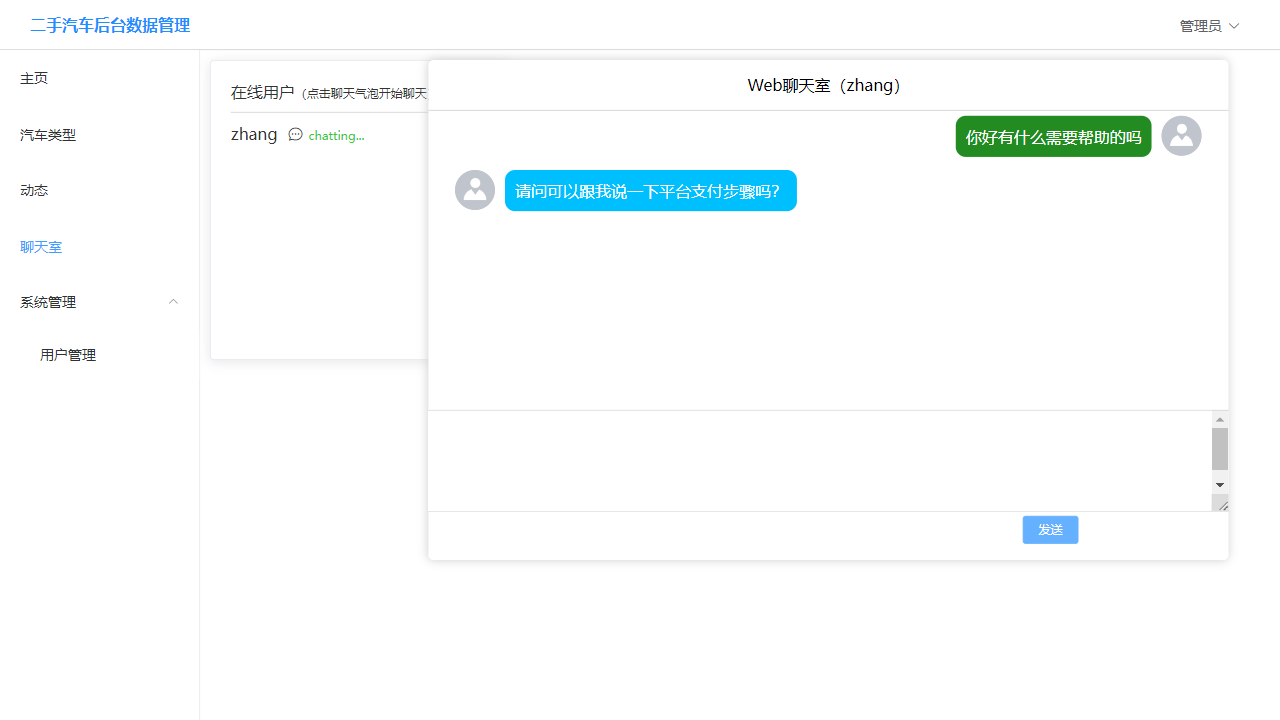 二手汽车后台数据管理
管理员
主页
汽车类型
动态
聊天室
系统管理
用户管理
在线用户（点击聊天气泡开始聊天
zhang chatting...
Web聊天室（zhang）
你好有什么需要帮助的吗
请问可以跟我说一下平台支付步骤吗？
发送